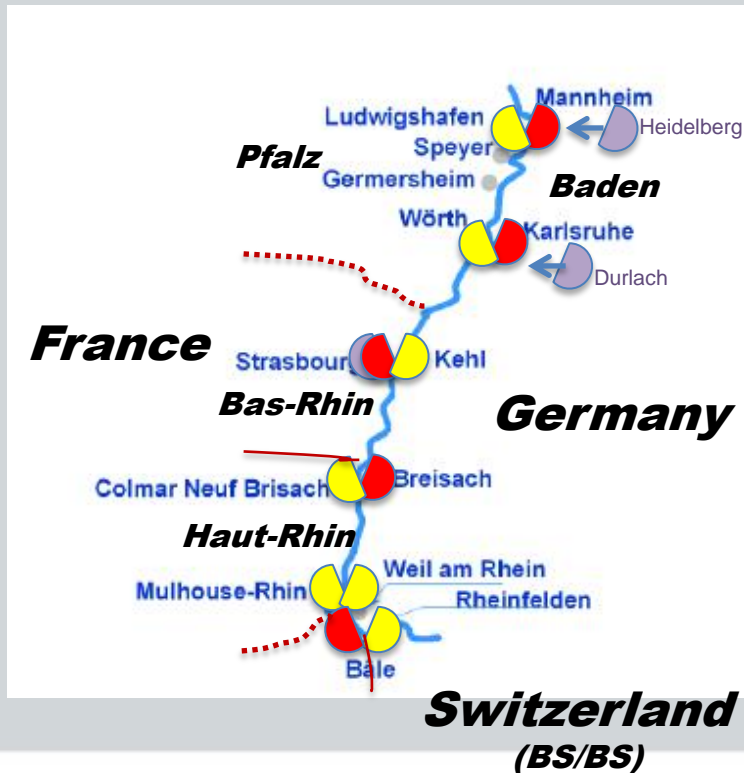 Mannheim
Ludwigshafen
Heidelberg
Speyer
Pfalz
Germersheim
Baden
Wörth
Karlsruhe
Durlach
France
Strasbourg
Kehl
Bas-Rhin
Germany
Colmar Neuf Brisach
Breisach
Haut-Rhin
Weil am Rhein
Mulhouse-Rhin
Rheinfelden
Bâle
Switzerland
(BS/BS)